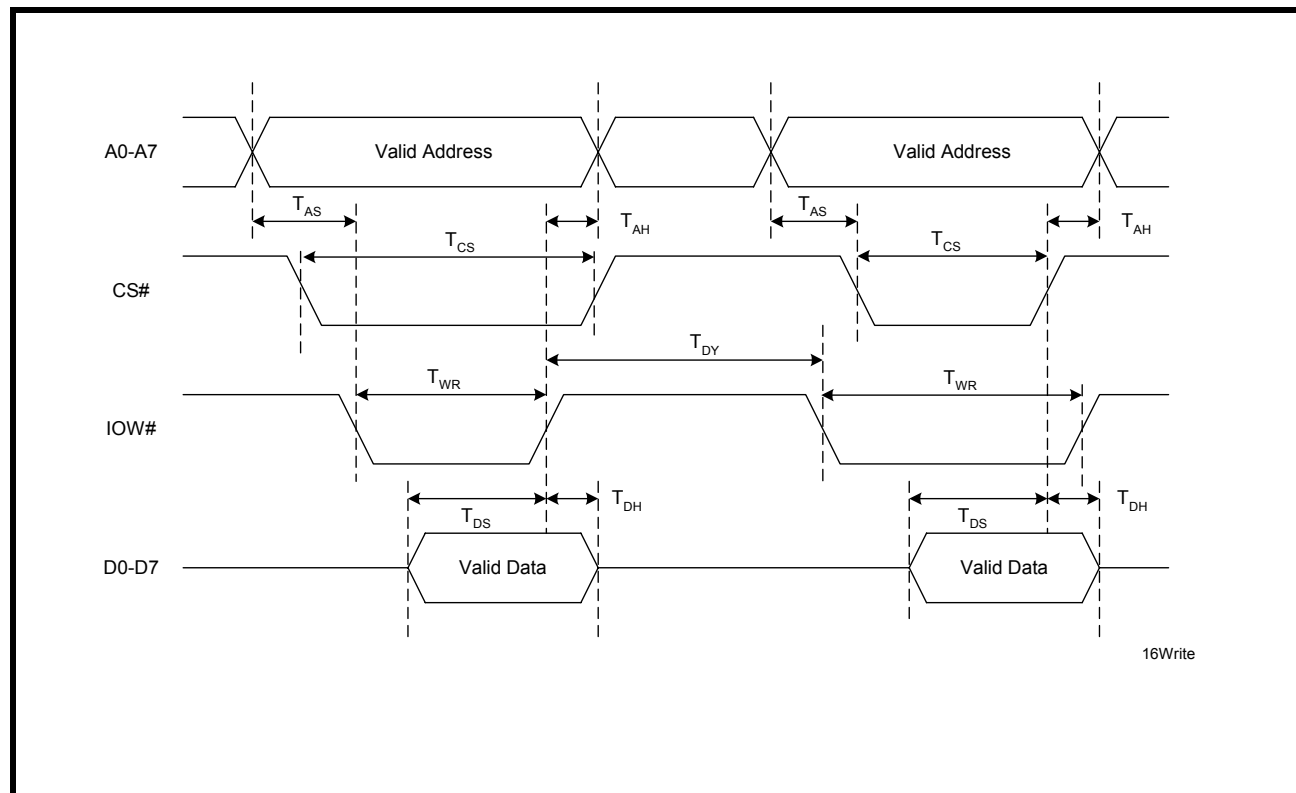 A0-A7
Valid Address
Valid Address
TAS
TAH
TAS
TAH
TCS
TCS
CS#
TDY
TWR
TWR
IOW#
TDS
TDH
TDS
TDH
D0-D7
Valid Data
Valid Data
16Write